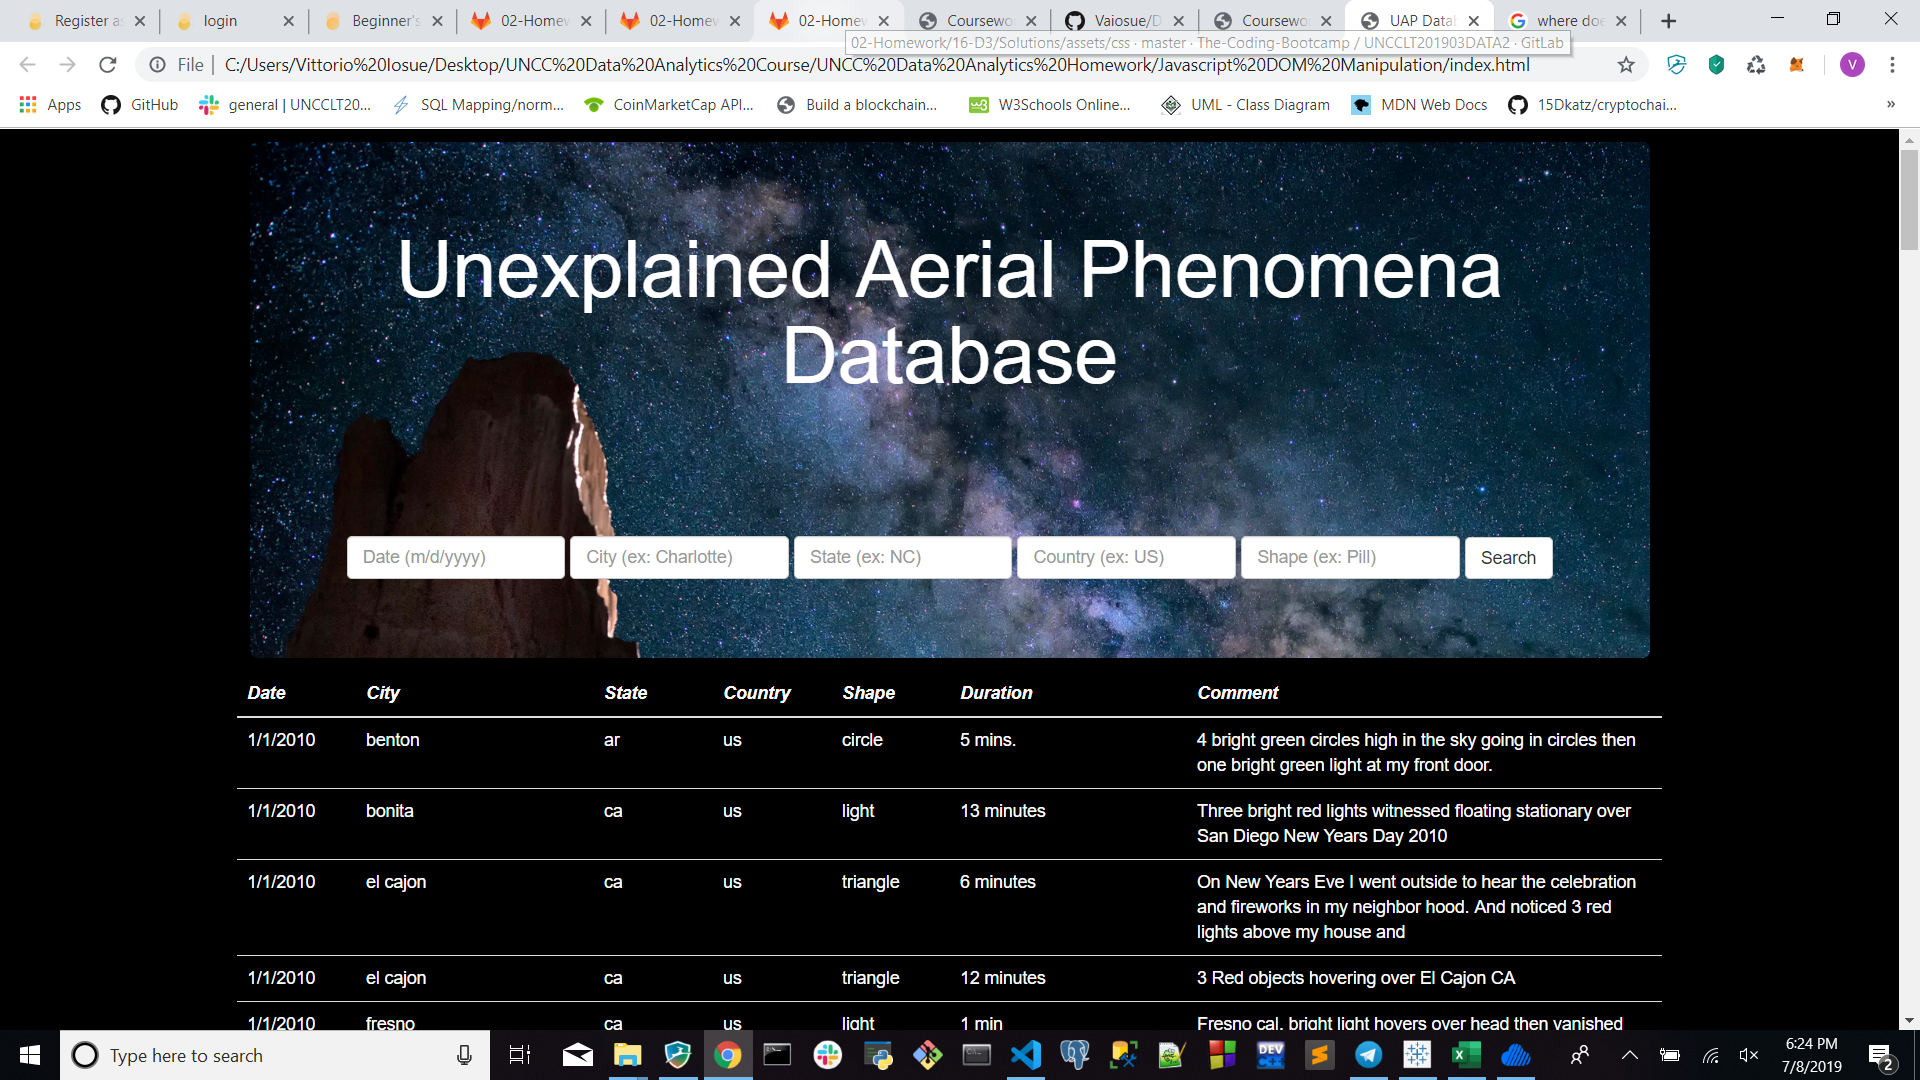 Register as
login
Beginner's
02-Homew
02-Homew
02-Homew
Coursewo
Vaiosue/D
Coursewo
UAP Datab
where doe
02-Homework/16-D3/Solutions/assets/css · master · The-Coding-Bootcamp / UNCCLT201903DATA2 · GitLab
File | C:/Users/Vittorio%20Iosue/Desktop/UNCC%20Data%20Analytics%20Course/UNCC%20Data%20Analytics%20Homework/Javascript%20DOM%20Manipulation/index.html
V
Apps
GitHub
general | UNCCLT20...
SQL Mapping/norm...
CoinMarketCap API...
Build a blockchain...
W3Schools Online...
UML - Class Diagram
MDN Web Docs
15Dkatz/cryptochai...
»
Unexplained Aerial Phenomena
Database
Date (m/d/yyyy)
City (ex: Charlotte)
State (ex: NC)
Country (ex: US)
Shape (ex: Pill)
Search
Date City State Country Shape Duration Comment
1/1/2010 benton ar us circle 5 mins. 4 bright green circles high in the sky going in circles then
one bright green light at my front door.
1/1/2010 bonita ca us light 13 minutes Three bright red lights witnessed floating stationary over
San Diego New Years Day 2010
1/1/2010 el cajon ca us triangle 6 minutes On New Years Eve I went outside to hear the celebration
and fireworks in my neighbor hood. And noticed 3 red
lights above my house and
1/1/2010 el cajon ca us triangle 12 minutes 3 Red objects hovering over El Cajon CA
1/1/2010 fresno ca us light 1 min Fresno cal, bright light hovers over head then vanished
Type here to search
DEV
6:24 PM
7/8/2019
2